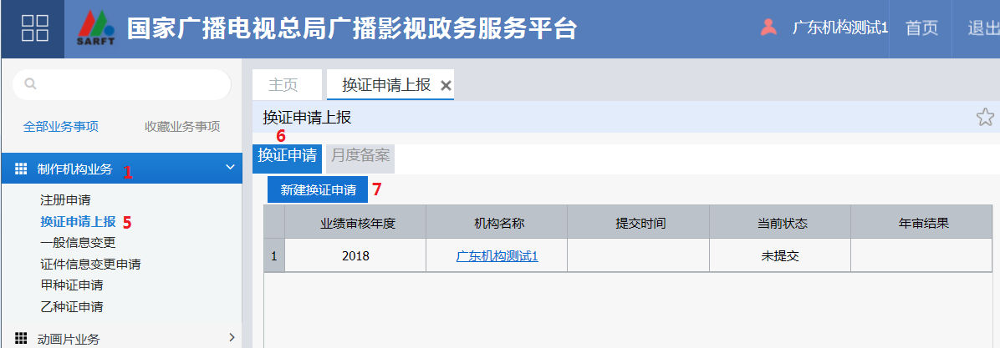 SARFT 国家广播电视总局广播影视政务服务平台 广东机构测试1 首页 退出
主页 换证申请上报 ×
全部业务事项 收藏业务事项
换证申请上报
6
换证申请 月度备案
制作机构业务 1
新建换证申请 7
注册申请
换证申请上报 5
一般信息变更
证件信息变更申请
甲种证申请
乙种证申请
动画片业务
业绩审核年度 机构名称 提交时间 当前状态 年审结果
1 2018 广东机构测试1 未提交